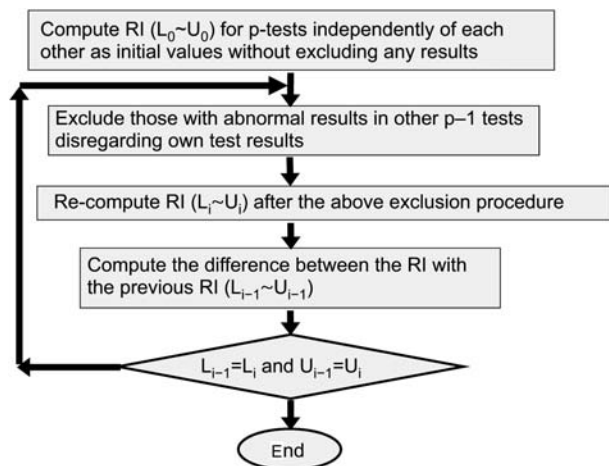 Compute RI (L₀~U₀) for p-tests independently of each
other as initial values without excluding any results
Exclude those with abnormal results in other p–1 tests
disregarding own test results
Re-compute RI (Lᵢ~Uᵢ) after the above exclusion procedure
Compute the difference between the RI with
the previous RI (Lᵢ₋₁~Uᵢ₋₁)
Lᵢ₋₁=Lᵢ and Uᵢ₋₁=Uᵢ
End